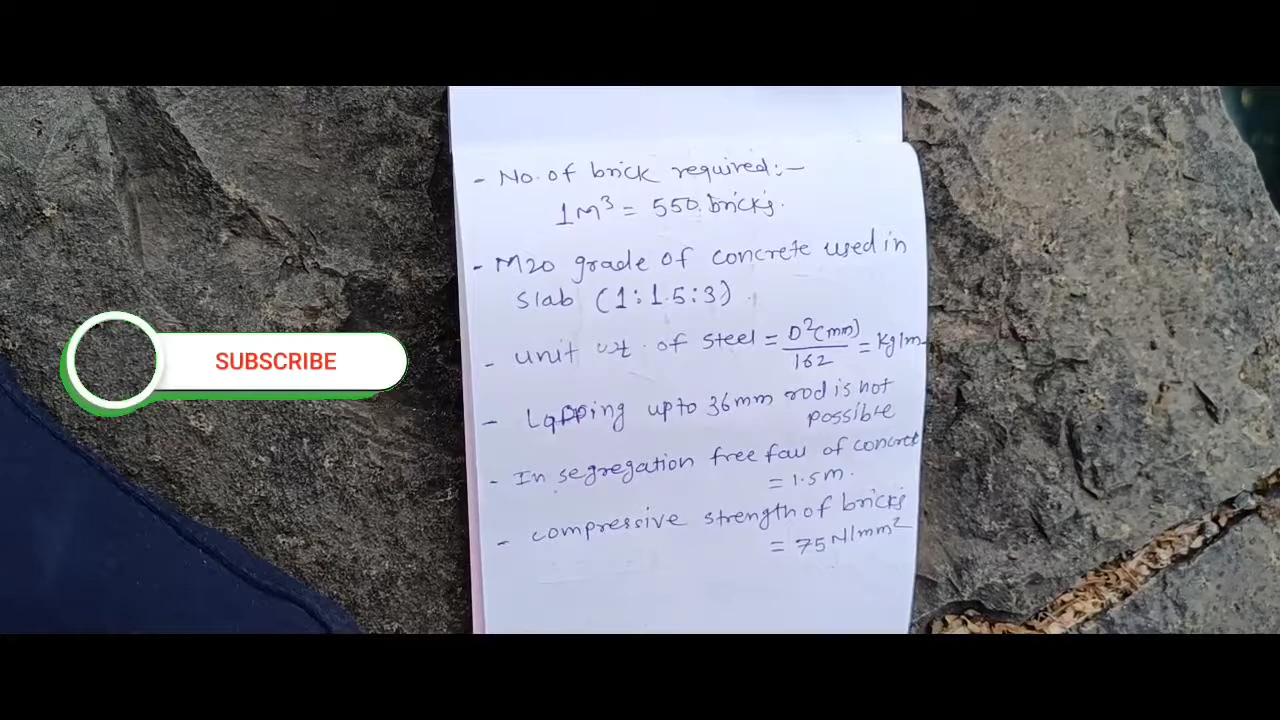 - No. of brick required:-
1M³ = 550 bricks.
- M20 grade of concrete used in
slab (1:1.5:3)
SUBSCRIBE
- unit wt. of steel = D²(mm)/162 = Kg/m
- Lapping upto 36mm rod is not
possible
- In segregation free fall of concrete
= 1.5m.
- compressive strength of bricks
= 75 N/mm²